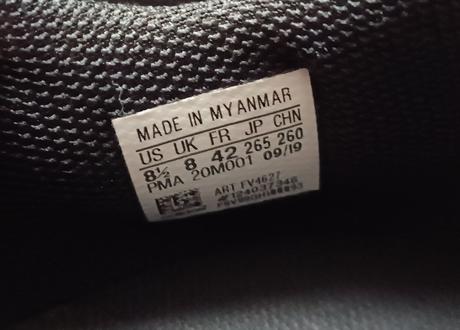 MADE IN MYANMAR
US UK FR JP CHN
8½ 8 42 265 260
PMA 20M001 09/19
ART FV4627